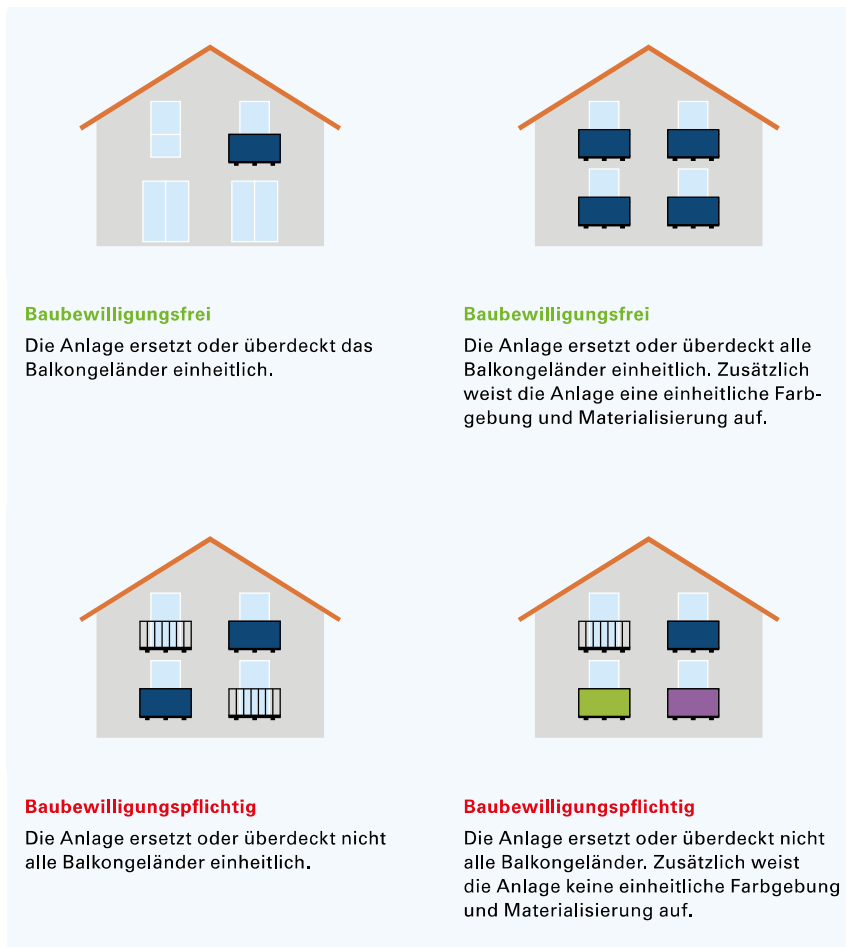 Baubewilligungsfrei
Die Anlage ersetzt oder überdeckt das
Balkongeländer einheitlich.
Baubewilligungsfrei
Die Anlage ersetzt oder überdeckt alle
Balkongeländer einheitlich. Zusätzlich
weist die Anlage eine einheitliche Farb-
gebung und Materialisierung auf.
Baubewilligungspflichtig
Die Anlage ersetzt oder überdeckt nicht
alle Balkongeländer einheitlich.
Baubewilligungspflichtig
Die Anlage ersetzt oder überdeckt nicht
alle Balkongeländer. Zusätzlich weist
die Anlage keine einheitliche Farbgebung
und Materialisierung auf.